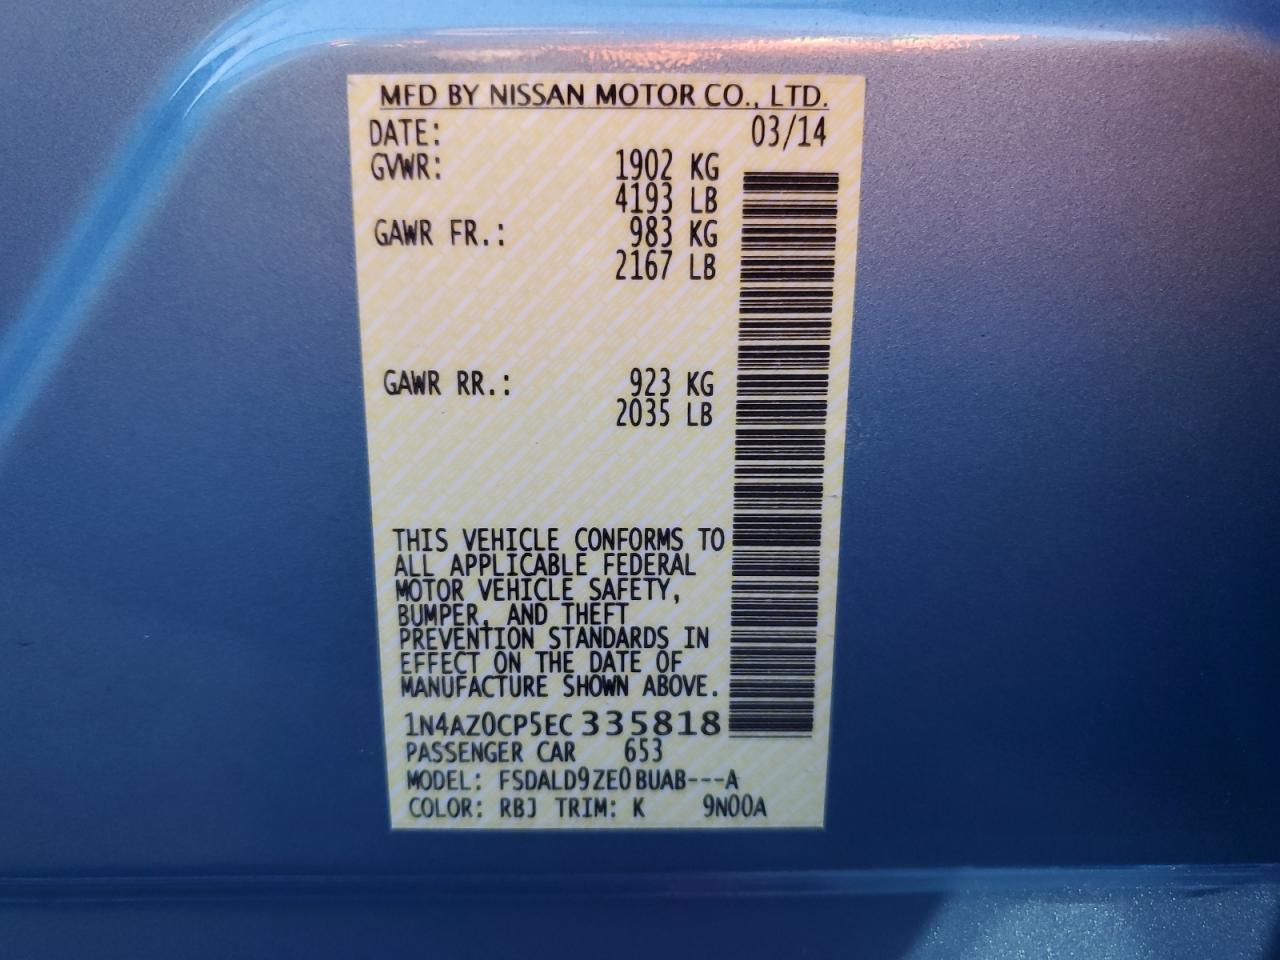 MFD BY NISSAN MOTOR CO., LTD.
DATE: 03/14
GVWR: 1902 KG
4193 LB
GAWR FR.: 983 KG
2167 LB
GAWR RR.: 923 KG
2035 LB
THIS VEHICLE CONFORMS TO
ALL APPLICABLE FEDERAL
MOTOR VEHICLE SAFETY,
BUMPER, AND THEFT
PREVENTION STANDARDS IN
EFFECT ON THE DATE OF
MANUFACTURE SHOWN ABOVE.
1N4AZ0CP5EC335818
PASSENGER CAR 653
MODEL: FSDALD9ZE0BUAB---A
COLOR: RBJ TRIM: K 9N00A